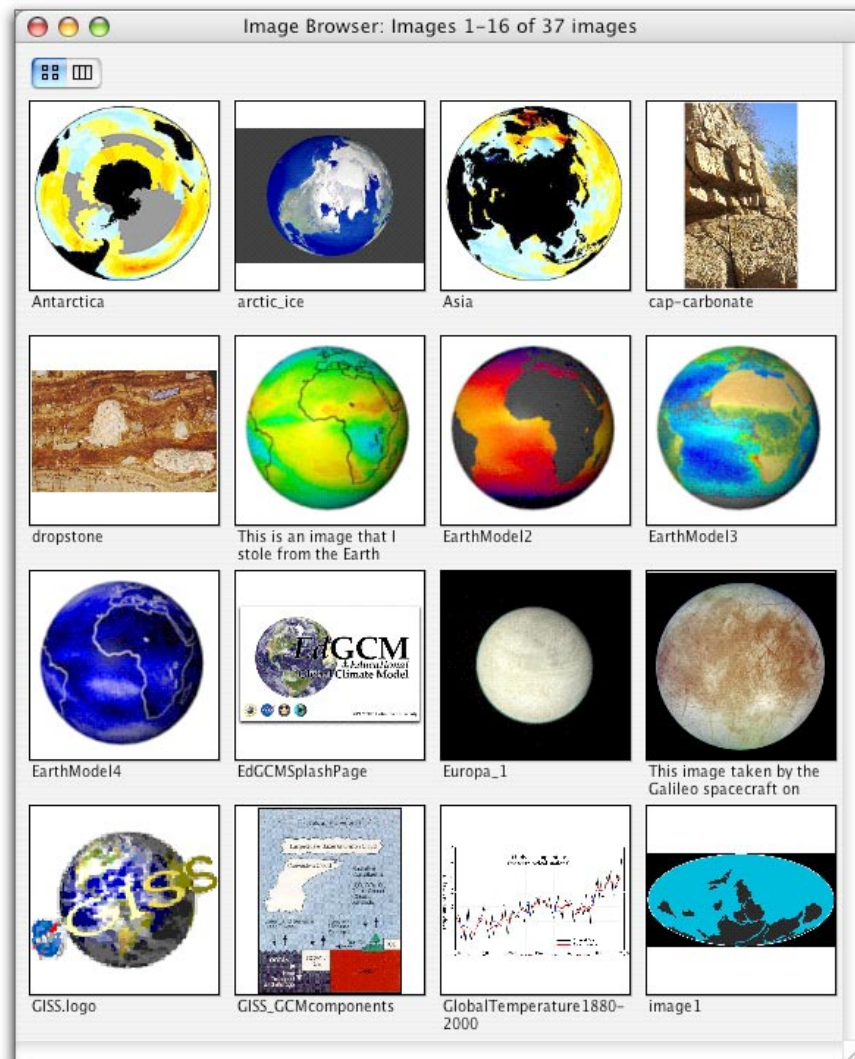 Image Browser: Images 1-16 of 37 images
Antarctica
arctic_ice
Asia
cap-carbonate
dropstone
This is an image that I
stole from the Earth
EarthModel2
EarthModel3
EdGCM
Educational
Global Climate Model
EarthModel4
EdGCMSplashPage
Europa_1
This image taken by the
Galileo spacecraft on
GISS
GISS.logo
GISS_GCMcomponents
GlobalTemperature1880-
2000
image1